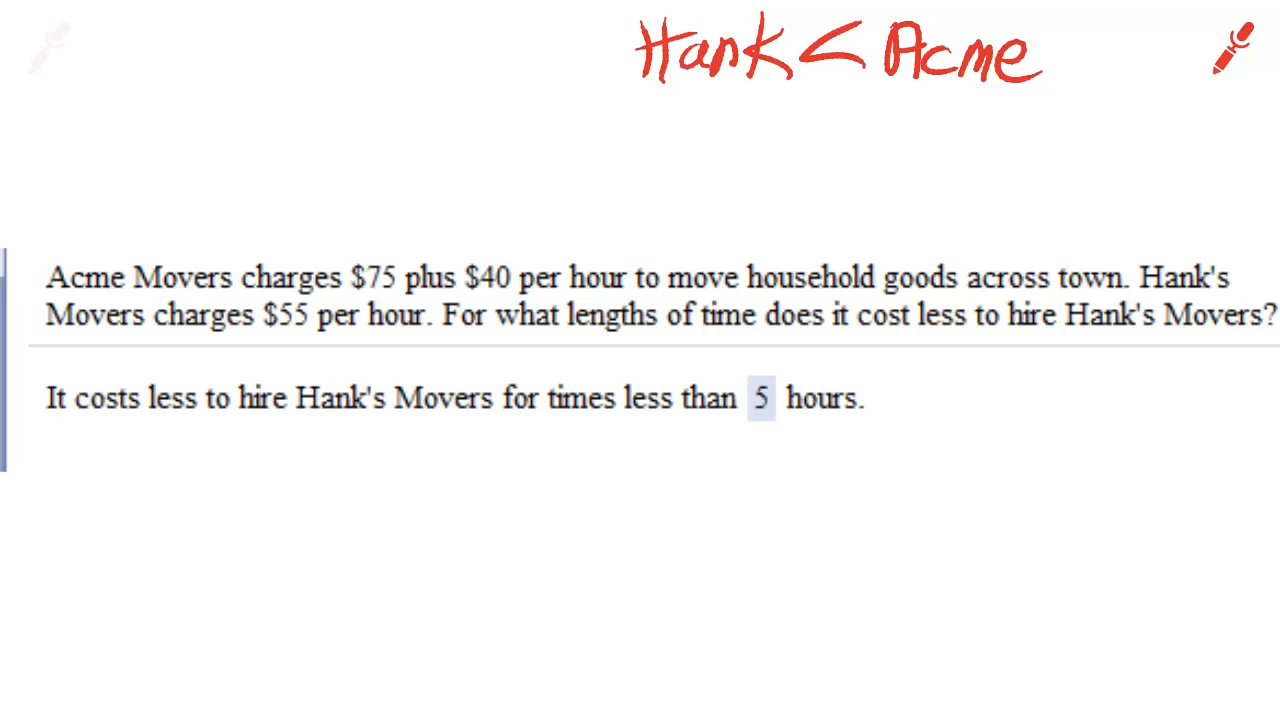 Hank < Acme
Acme Movers charges $75 plus $40 per hour to move household goods across town. Hank's
Movers charges $55 per hour. For what lengths of time does it cost less to hire Hank's Movers?
It costs less to hire Hank's Movers for times less than 5 hours.